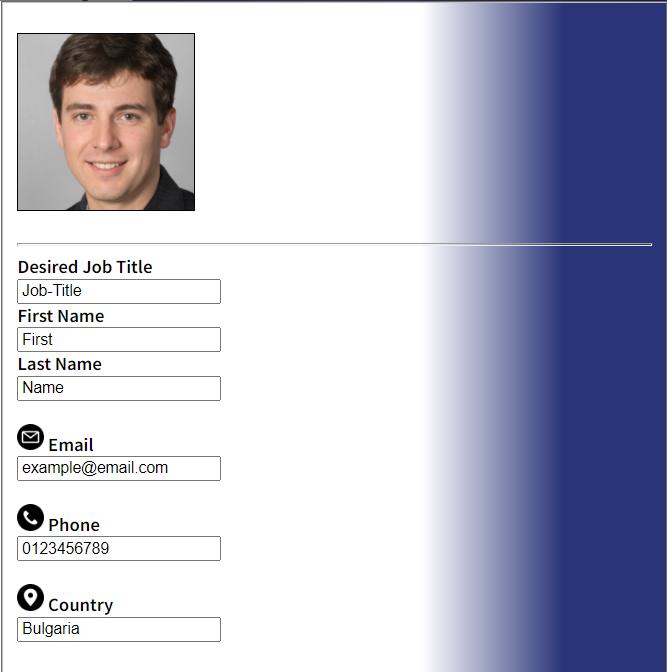 Desired Job Title
Job-Title
First Name
First
Last Name
Name
Email
example@email.com
Phone
0123456789
Country
Bulgaria